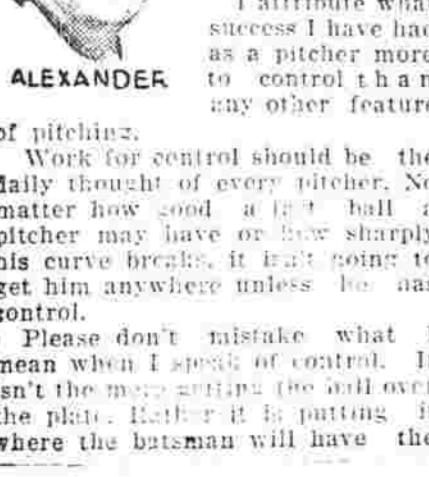 I attribute what
success I have had
as a pitcher more
ALEXANDER
to control than
any other feature
of pitching.
Work for control should be the
daily thought of every pitcher. No
matter how good a fast ball a
pitcher may have or how sharply
his curve breaks, it isn't going to
get him anywhere unless he has
control.
Please don't mistake what I
mean when I speak of control. It
isn't the mere getting the ball over
the plate. Rather it is putting it
where the batsman will have the